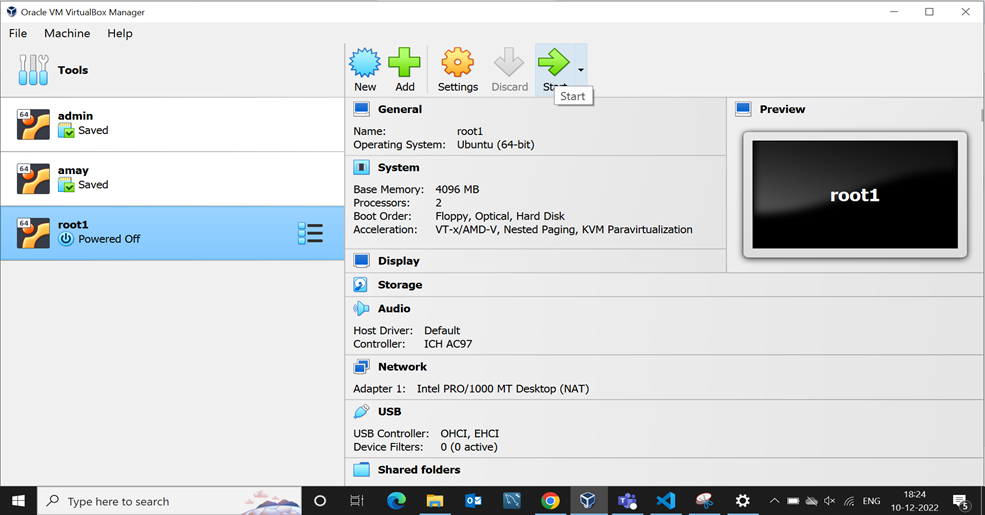 Oracle VM VirtualBox Manager
File Machine Help
Tools
New Add Settings Discard Start
Start
64 admin
Saved
64 amay
Saved
64 root1
Powered Off
General
Name: root1
Operating System: Ubuntu (64-bit)
System
Base Memory: 4096 MB
Processors: 2
Boot Order: Floppy, Optical, Hard Disk
Acceleration: VT-x/AMD-V, Nested Paging, KVM Paravirtualization
Display
Storage
Audio
Host Driver: Default
Controller: ICH AC97
Network
Adapter 1: Intel PRO/1000 MT Desktop (NAT)
USB
USB Controller: OHCI, EHCI
Device Filters: 0 (0 active)
Shared folders
Preview
root1
Type here to search
ENG
18:24
10-12-2022
5